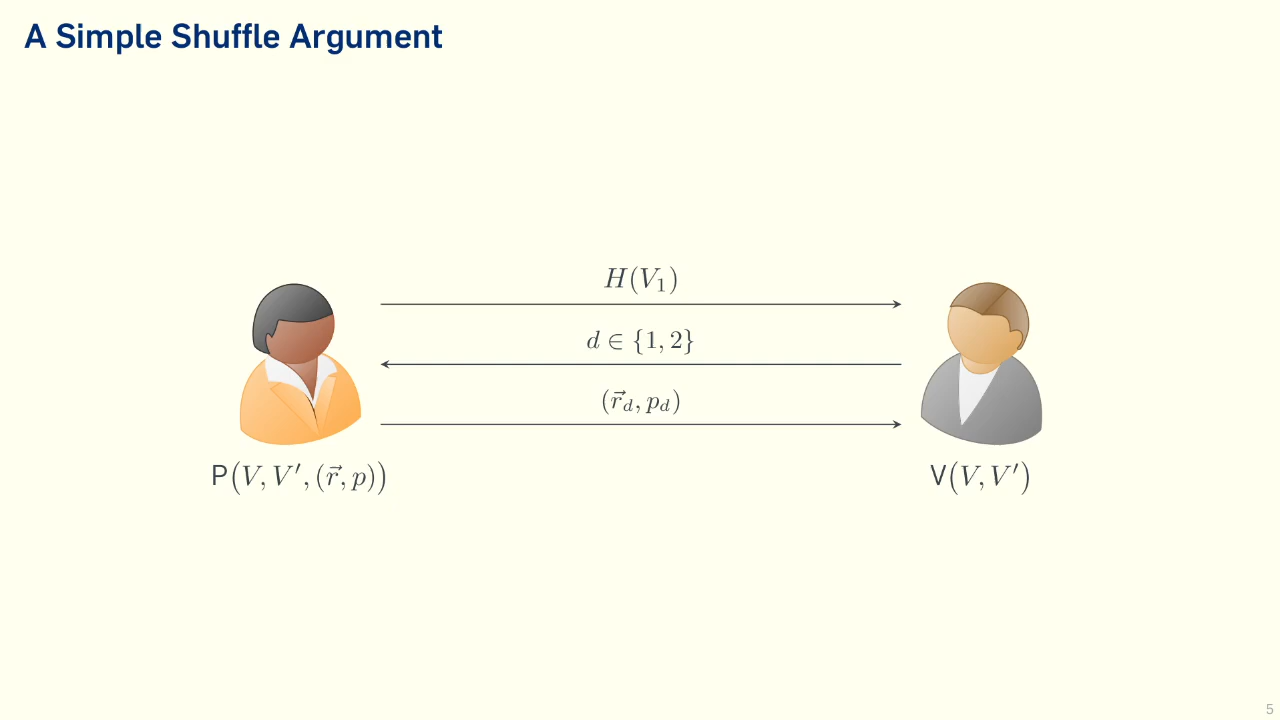 A Simple Shuffle Argument
H(V₁)
d ∈ {1, 2}
(r⃗_d, p_d)
P(V, V′, (r⃗, p))
V(V, V′)
5